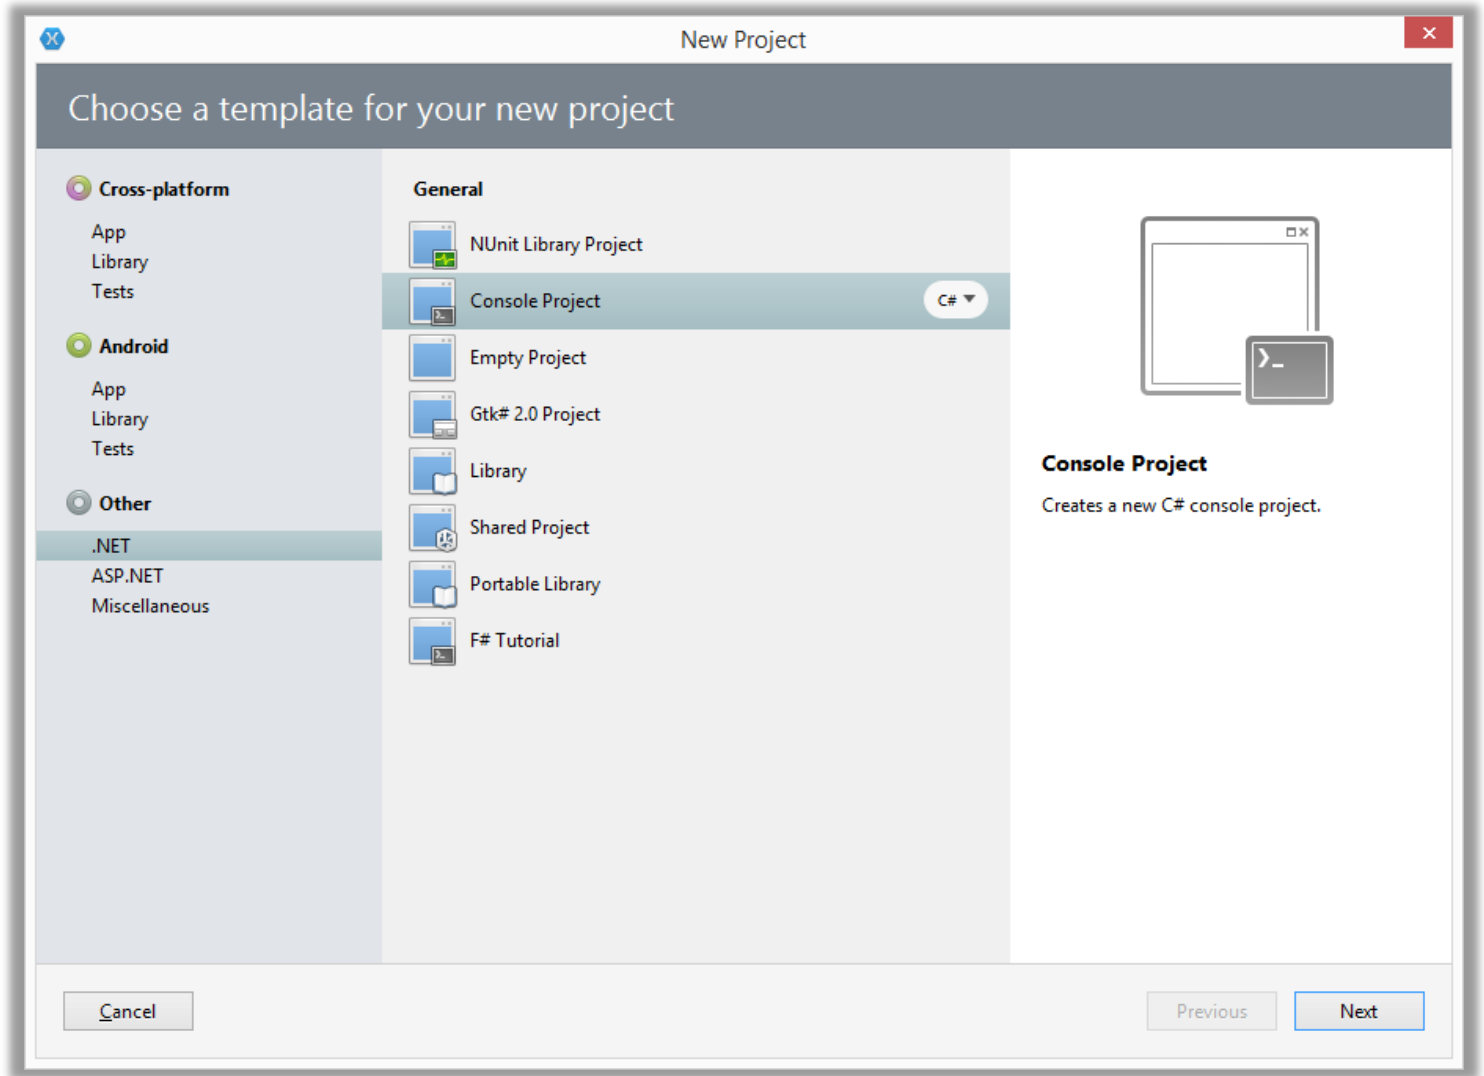 New Project
Choose a template for your new project
Cross-platform
App
Library
Tests
Android
App
Library
Tests
Other
.NET
ASP.NET
Miscellaneous
General
NUnit Library Project
Console Project
C#
Empty Project
Gtk# 2.0 Project
Library
Shared Project
Portable Library
F# Tutorial
Console Project
Creates a new C# console project.
Cancel
Previous
Next